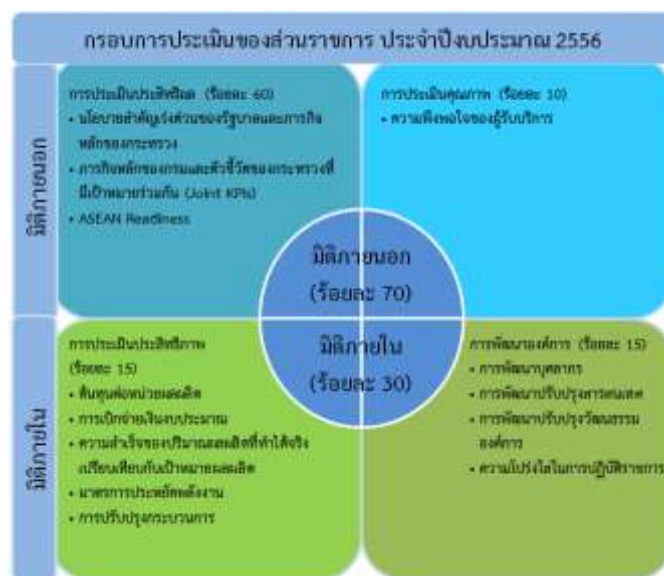 กรอบการประเมินของส่วนราชการ ประจำปีงบประมาณ 2556
มิติภายนอก
การประเมินประสิทธิผล (ร้อยละ 60)
• นโยบายสำคัญเร่งด่วนของรัฐบาลและภารกิจ
หลักของกระทรวง
• ภารกิจหลักของกรมและตัวชี้วัดของกระทรวงที่
มีเป้าหมายร่วมกัน (Joint KPIs)
• ASEAN Readiness
การประเมินคุณภาพ (ร้อยละ 10)
• ความพึงพอใจของผู้รับบริการ
มิติภายนอก
(ร้อยละ 70)
มิติภายใน
(ร้อยละ 30)
มิติภายใน
การประเมินประสิทธิภาพ
(ร้อยละ 15)
• ต้นทุนต่อหน่วยผลผลิต
• การเบิกจ่ายเงินงบประมาณ
• ความสำเร็จของปริมาณผลผลิตที่ทำได้จริง
เปรียบเทียบกับเป้าหมายผลผลิต
• มาตรการประหยัดพลังงาน
• การปรับปรุงกระบวนการ
การพัฒนาองค์การ (ร้อยละ 15)
• การพัฒนาบุคลากร
• การพัฒนาปรับปรุงสารสนเทศ
• การพัฒนาปรับปรุงวัฒนธรรม
องค์การ
• ความโปร่งใสในการปฏิบัติราชการ